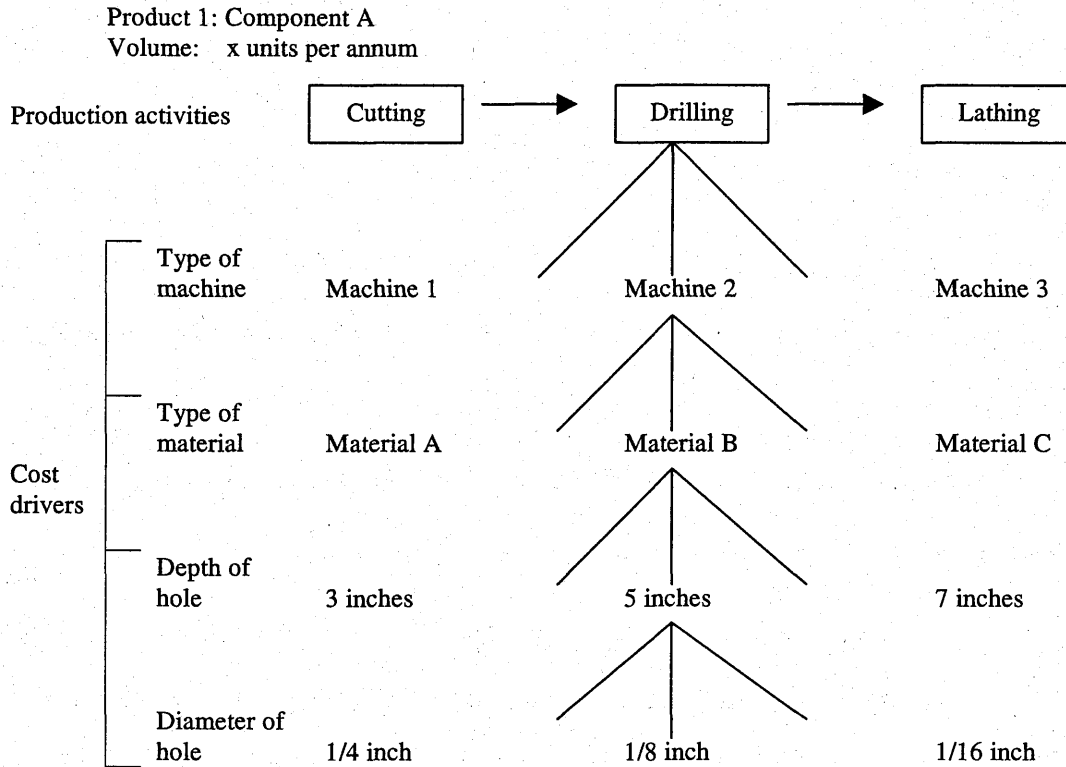 Product 1: Component A
Volume: x units per annum
Production activities
Cutting
Drilling
Lathing
Type of
machine
Machine 1
Machine 2
Machine 3
Type of
material
Material A
Material B
Material C
Cost
drivers
Depth of
hole
3 inches
5 inches
7 inches
Diameter of
hole
1/4 inch
1/8 inch
1/16 inch